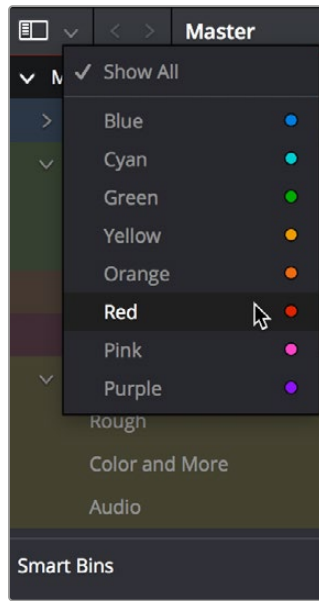 Master
M
Show All
Blue
Cyan
Green
Yellow
Orange
Red
Pink
Purple
Rough
Color and More
Audio
Smart Bins